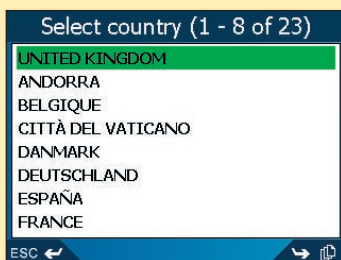 Select country (1 - 8 of 23)
UNITED KINGDOM
ANDORRA
BELGIQUE
CITTÀ DEL VATICANO
DANMARK
DEUTSCHLAND
ESPAÑA
FRANCE
ESC